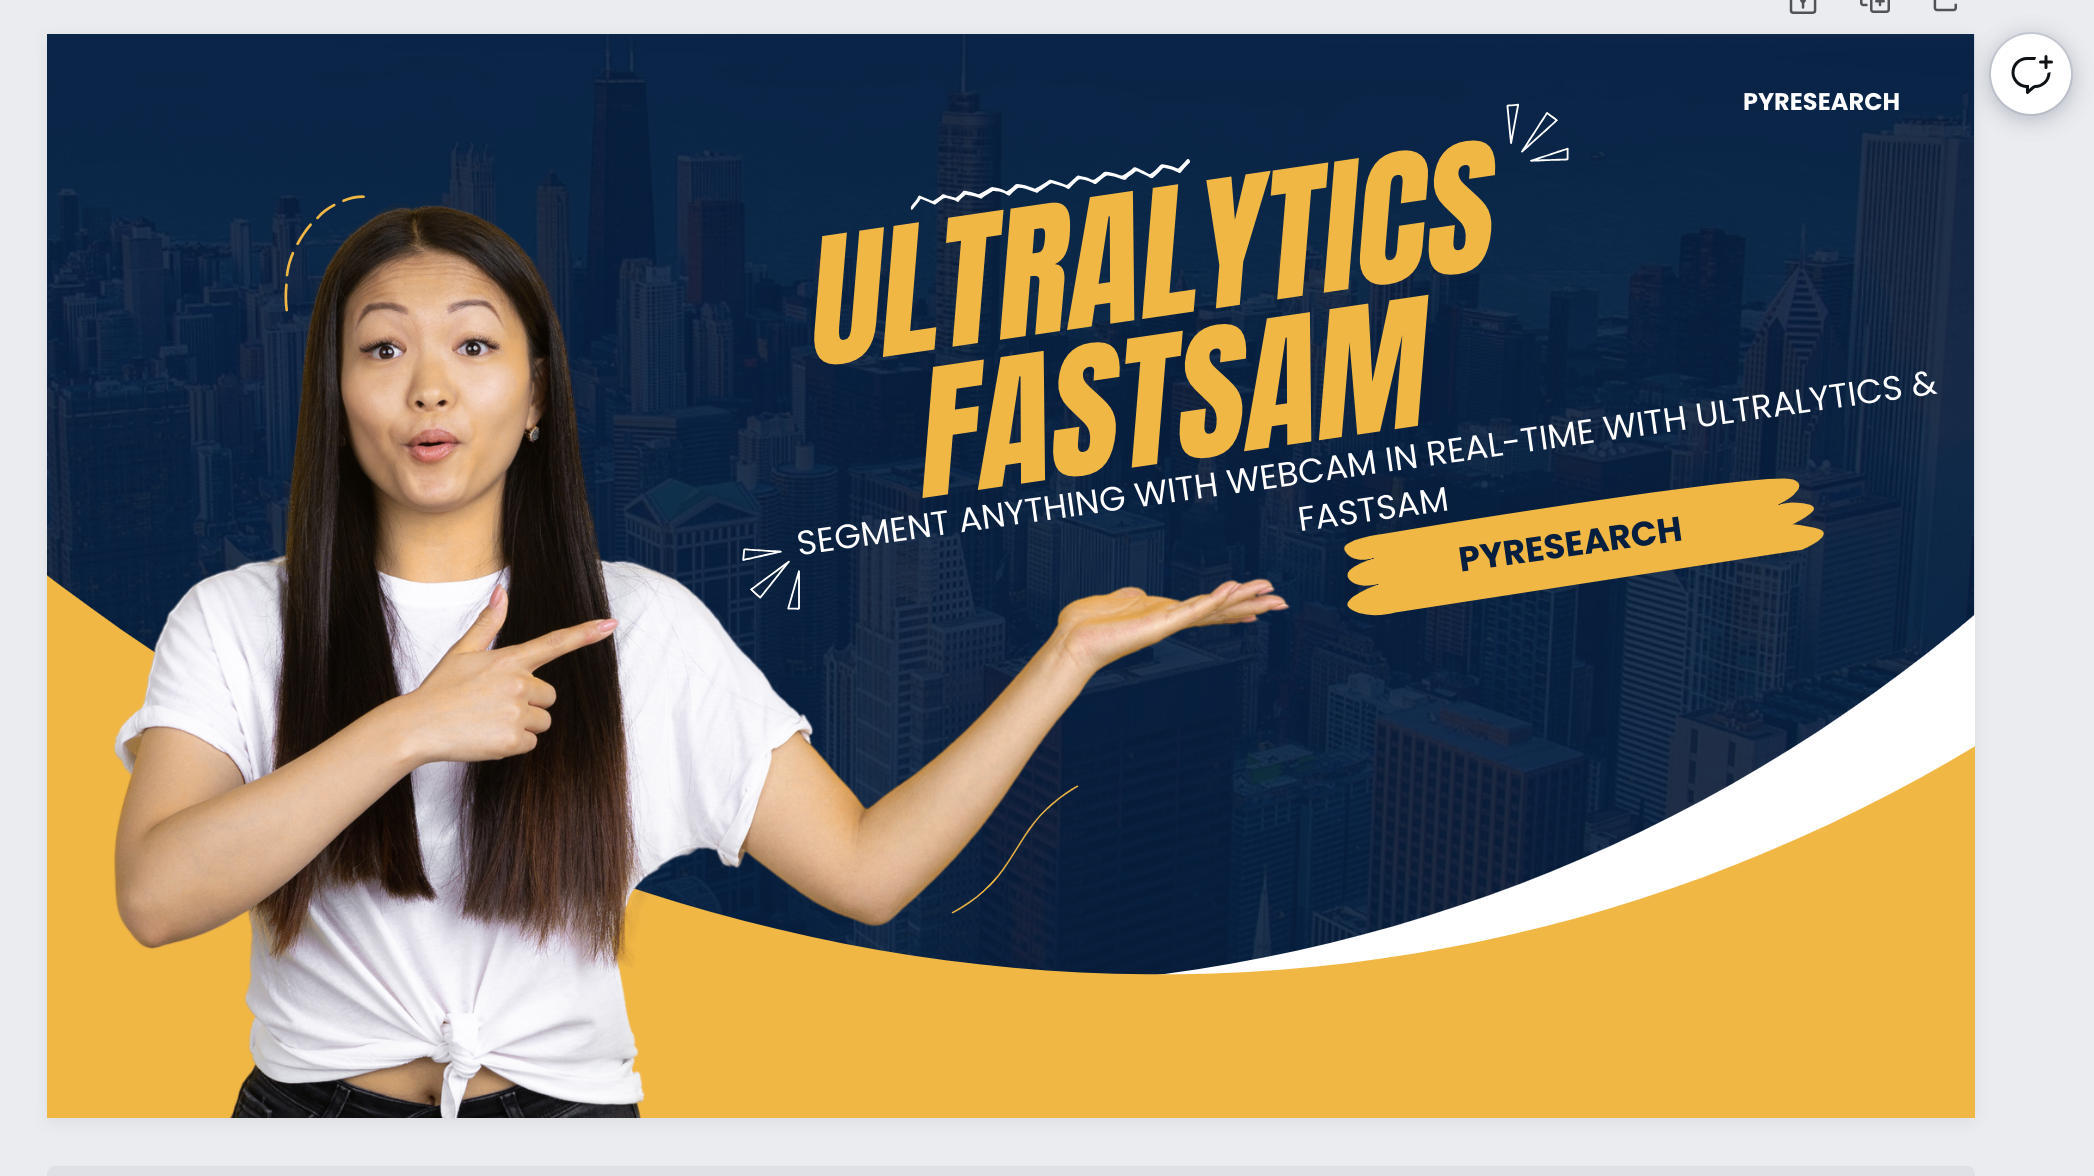 PYRESEARCH
ULTRALYTICS
FASTSAM
SEGMENT ANYTHING WITH WEBCAM IN REAL-TIME WITH ULTRALYTICS &
FASTSAM
PYRESEARCH